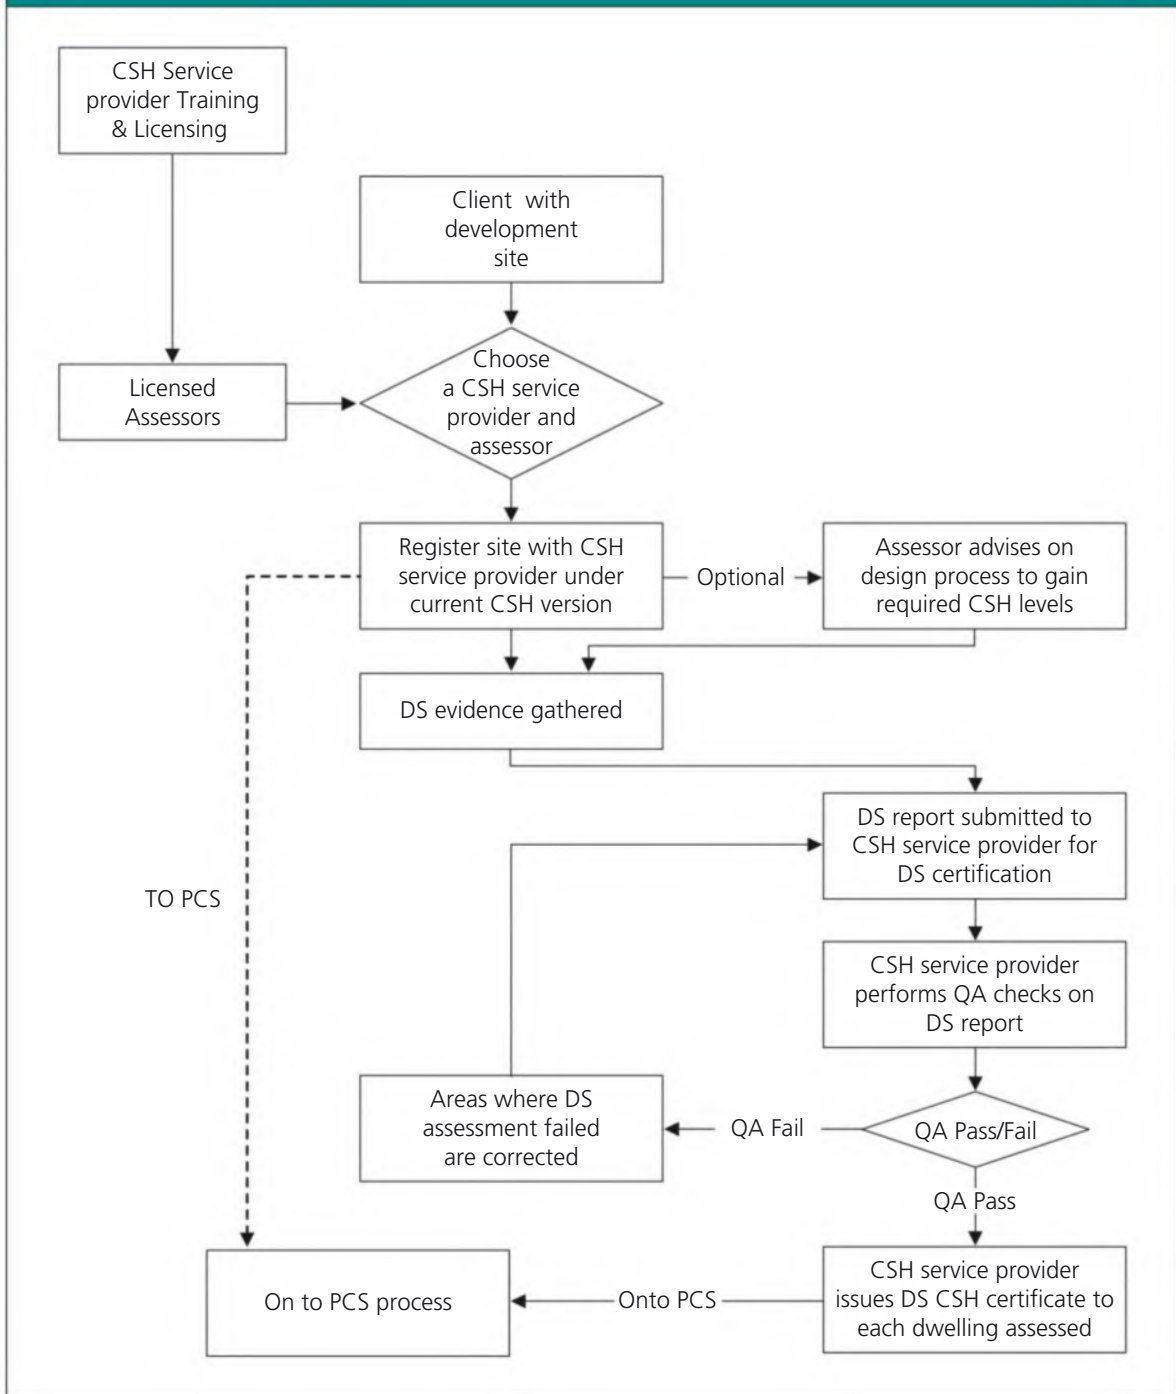 CSH Service
provider Training
& Licensing
Client with
development
site
Licensed
Assessors
Choose
a CSH service
provider and
assessor
Register site with CSH
service provider under
current CSH version
Optional
Assessor advises on
design process to gain
required CSH levels
DS evidence gathered
DS report submitted to
CSH service provider for
DS certification
TO PCS
CSH service provider
performs QA checks on
DS report
Areas where DS
assessment failed
are corrected
QA Fail
QA Pass/Fail
QA Pass
On to PCS process
Onto PCS
CSH service provider
issues DS CSH certificate to
each dwelling assessed